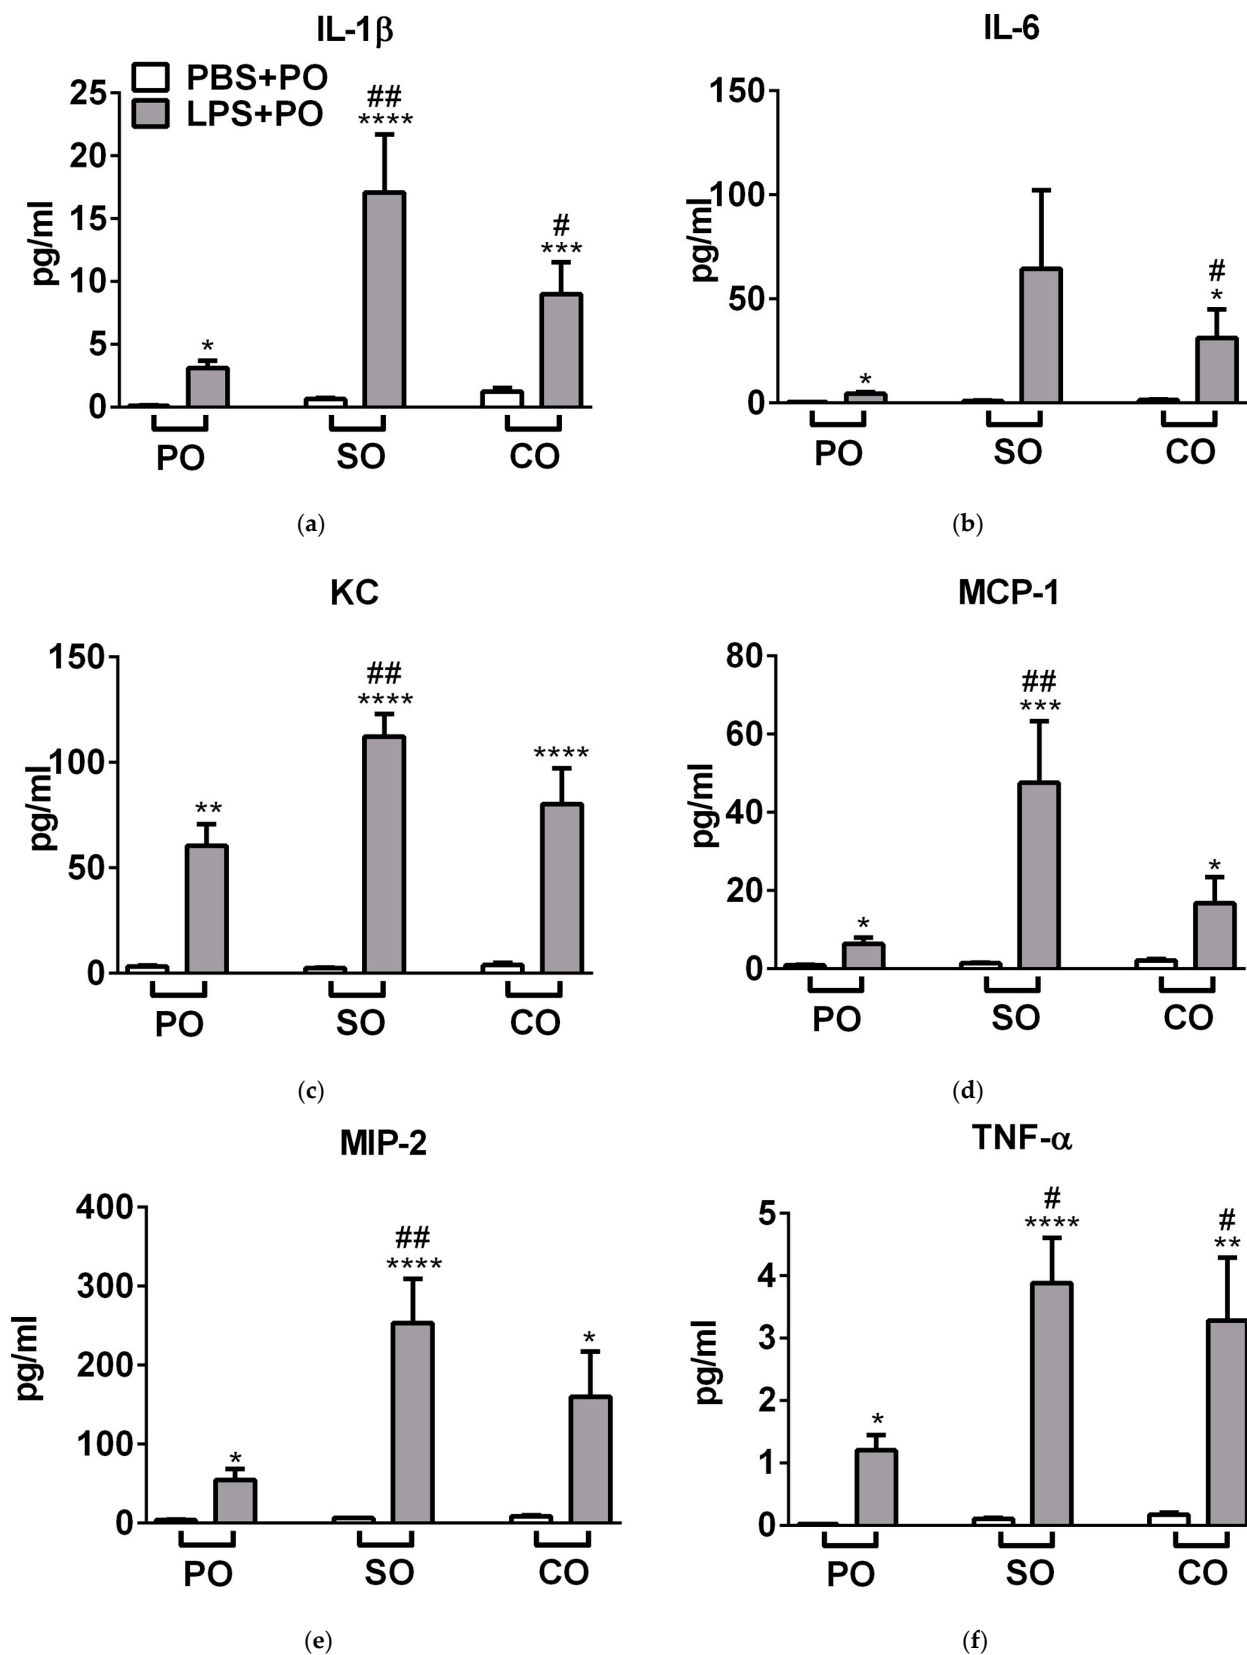 IL-1β
PBS+PO
LPS+PO
25
20
15
10
5
0
pg/ml
*
##
****
#
***
PO
SO
CO
(a)
IL-6
150
100
50
0
pg/ml
*
#
*
PO
SO
CO
(b)
KC
150
100
50
0
pg/ml
**
##
****
****
PO
SO
CO
(c)
MCP-1
80
60
40
20
0
pg/ml
*
##
***
*
PO
SO
CO
(d)
MIP-2
400
300
200
100
0
pg/ml
*
##
****
*
PO
SO
CO
(e)
TNF-α
5
4
3
2
1
0
pg/ml
*
#
****
#
**
PO
SO
CO
(f)